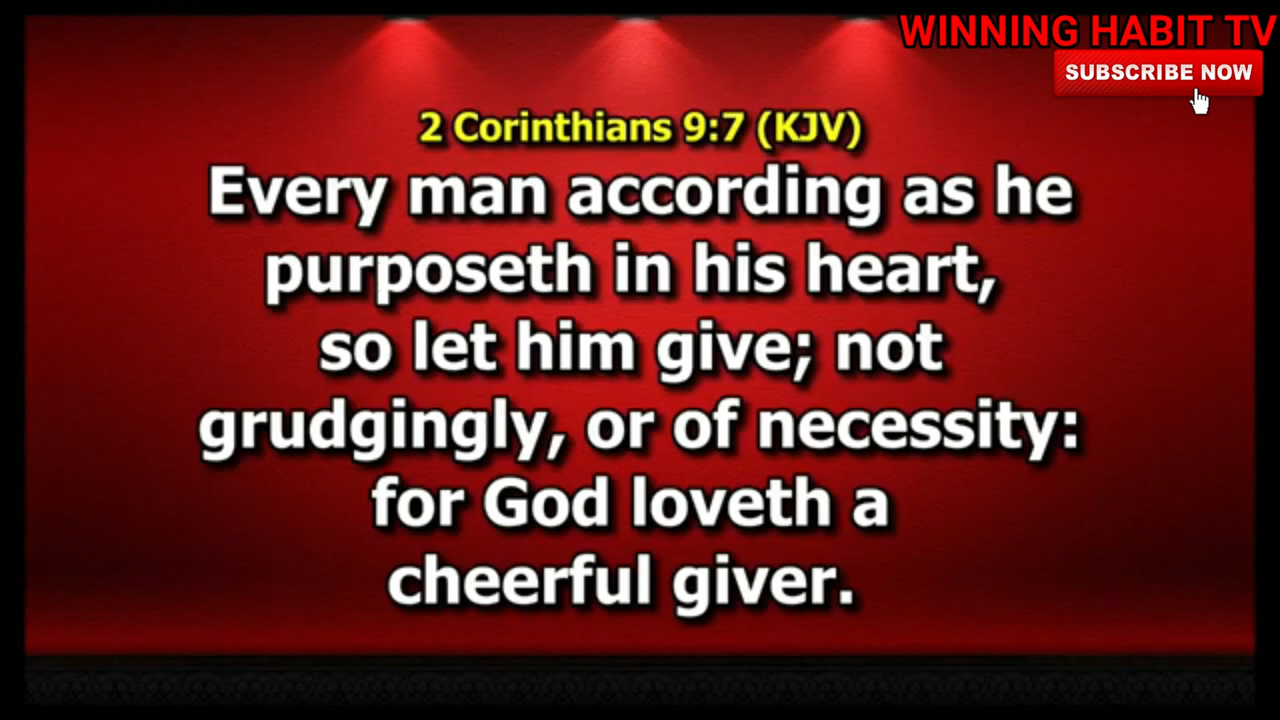 WINNING HABIT TV
SUBSCRIBE NOW
2 Corinthians 9:7 (KJV)
Every man according as he
purposeth in his heart,
so let him give; not
grudgingly, or of necessity:
for God loveth a
cheerful giver.